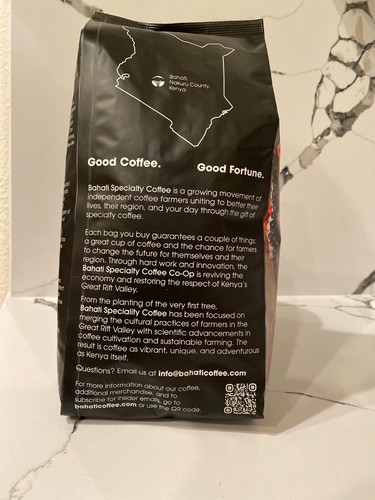 Bahati,
Nakuru County,
Kenya
Good Coffee.
Good Fortune.
Bahati Specialty Coffee is a growing movement of
independent coffee farmers uniting to better their
lives, their region, and your day through the gift of
specialty coffee.
Each bag you buy guarantees a couple of things:
a great cup of coffee and the chance for farmers
to change the future for themselves and their
region. Through hard work and innovation, the
Bahati Specialty Coffee Co-Op is reviving the
economy and restoring the respect of Kenya's
Great Rift Valley.
From the planting of the very first tree,
Bahati Speciality Coffee has been focused on
merging the cultural practices of farmers in the
Great Rift Valley with scientific advancements in
coffee cultivation and sustainable farming. The
result is coffee as vibrant, unique, and adventurous
as Kenya itself.
Questions? Email us at info@bahaticoffee.com
For more information about our coffee,
additional merchandise, and to
subscribe for insider emails, go to
bahaticoffee.com or use the QR code.